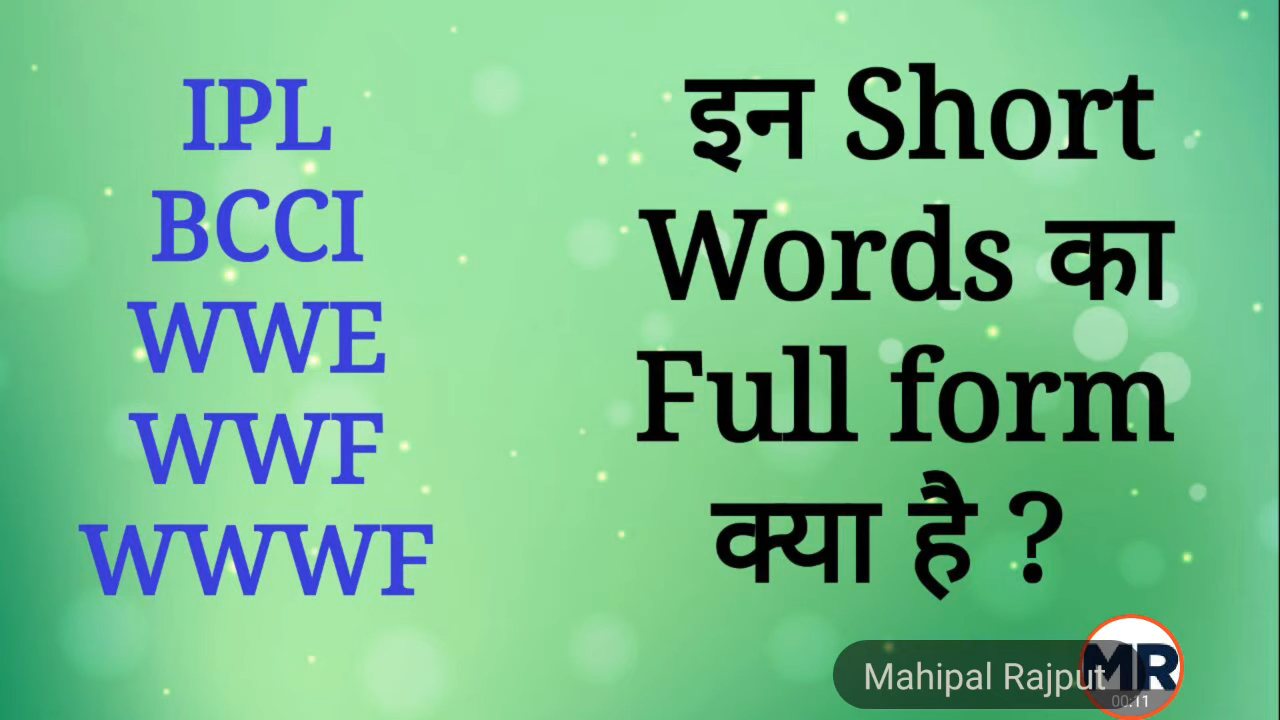 IPL
BCCI
WWE
WWF
WWWF
इन Short
Words का
Full form
क्या है ?
Mahipal Rajput
MR
00:11